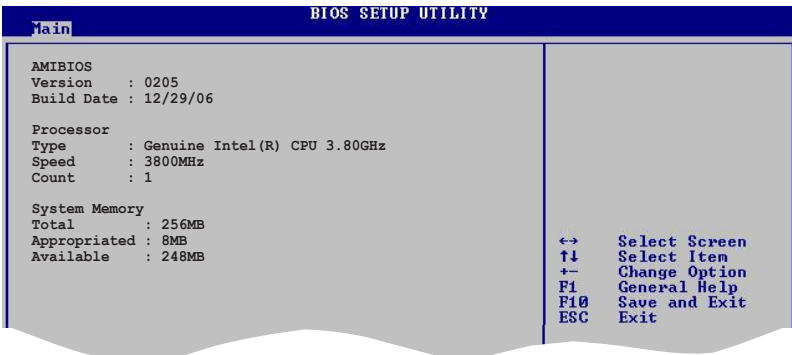 BIOS SETUP UTILITY
Main
AMIBIOS
Version : 0205
Build Date : 12/29/06
Processor
Type : Genuine Intel(R) CPU 3.80GHz
Speed : 3800MHz
Count : 1
System Memory
Total : 256MB
Appropriated : 8MB
Available : 248MB
←→ Select Screen
↑↓ Select Item
+- Change Option
F1 General Help
F10 Save and Exit
ESC Exit